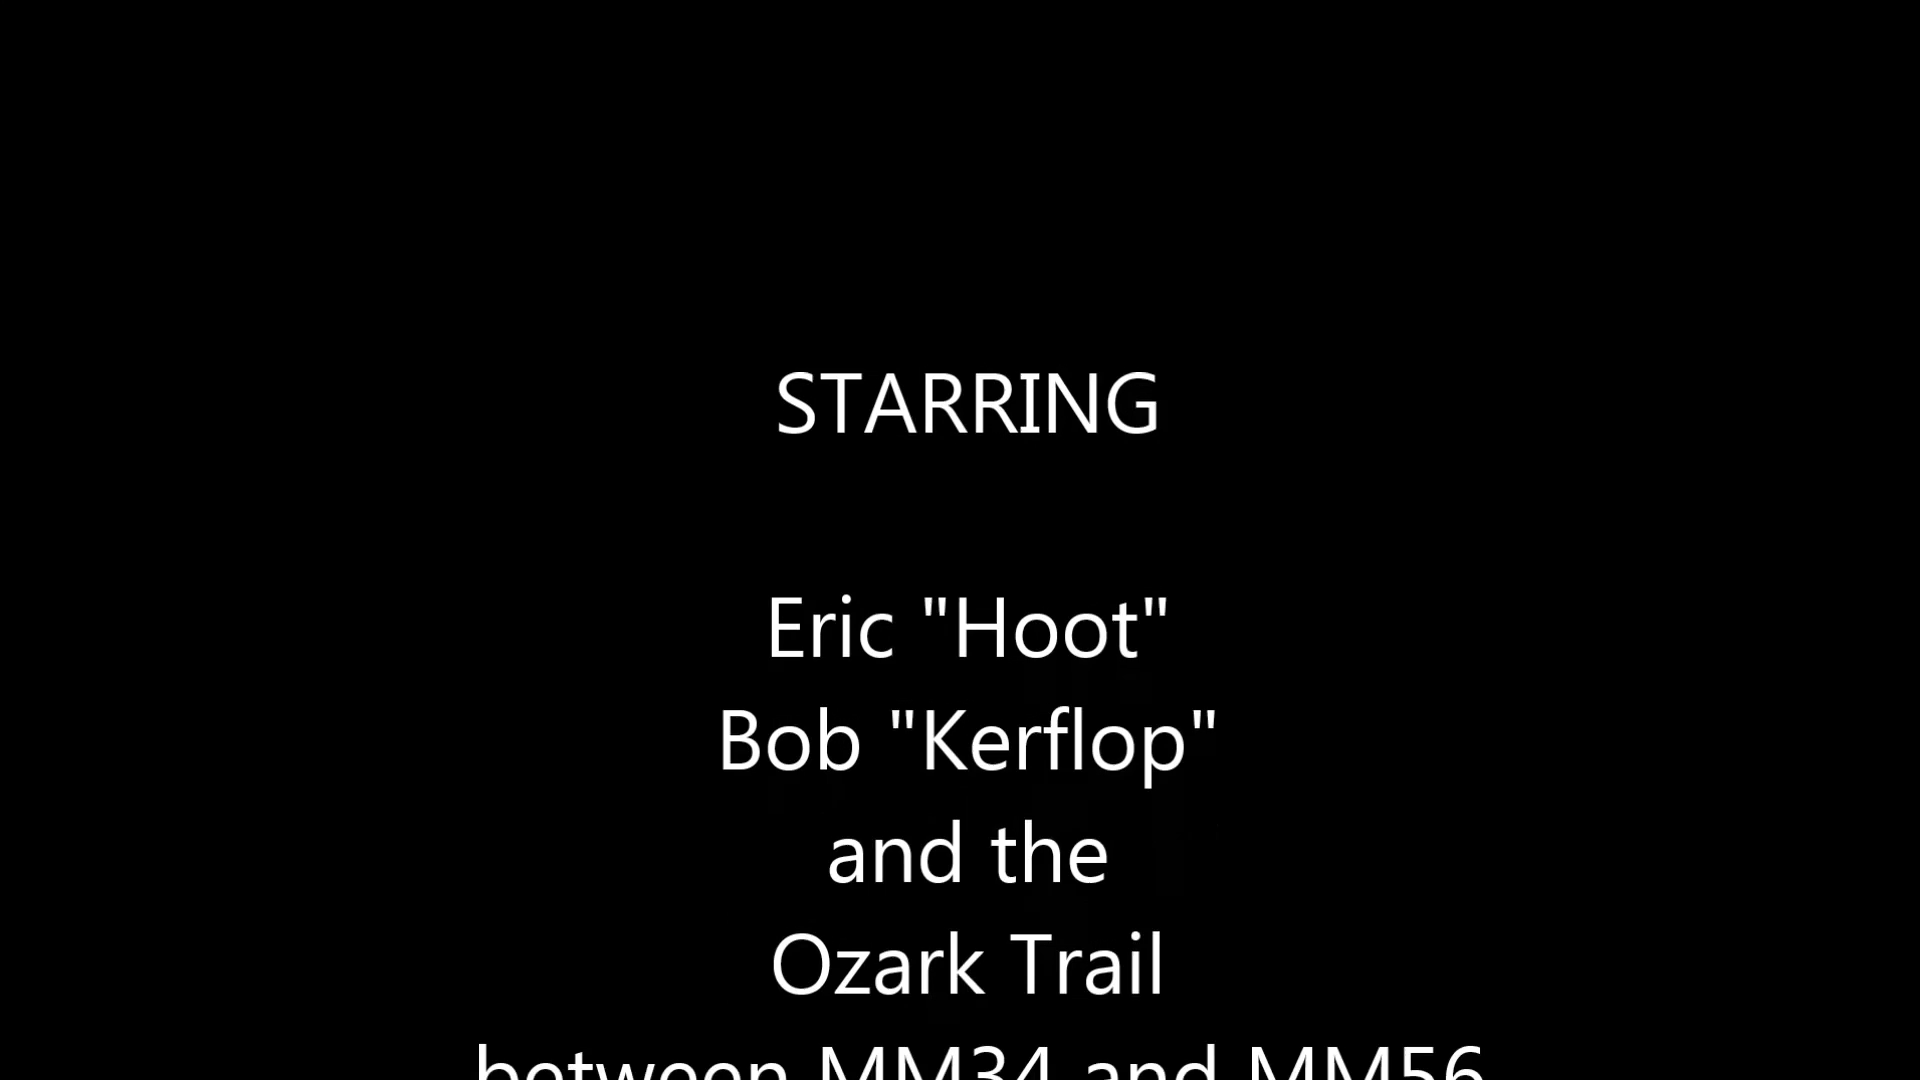 STARRING
Eric "Hoot"
Bob "Kerflop"
and the
Ozark Trail
between MM34 and MM56